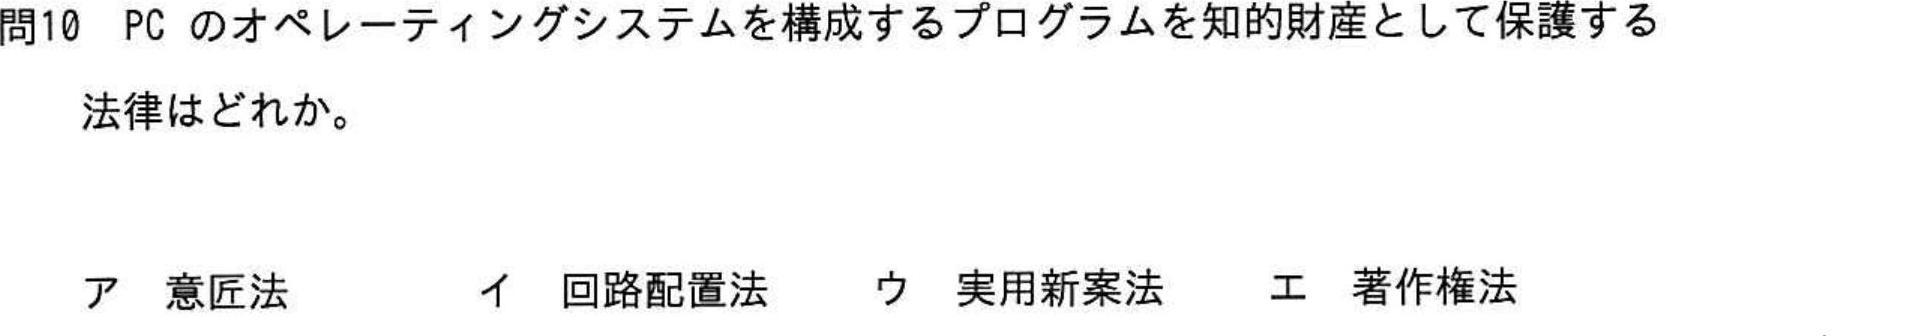 問10 PC のオペレーティングシステムを構成するプログラムを知的財産として保護する
法律はどれか。
ア 意匠法 イ 回路配置法 ウ 実用新案法 エ 著作権法